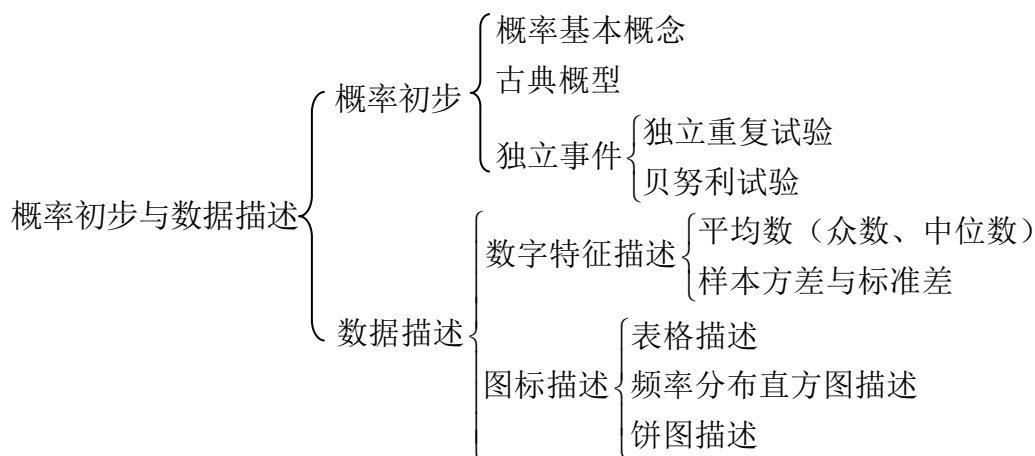 概率基本概念
概率初步
古典概型
独立事件
独立重复试验
贝努利试验
概率初步与数据描述
数字特征描述
平均数（众数、中位数）
样本方差与标准差
数据描述
图标描述
表格描述
频率分布直方图描述
饼图描述